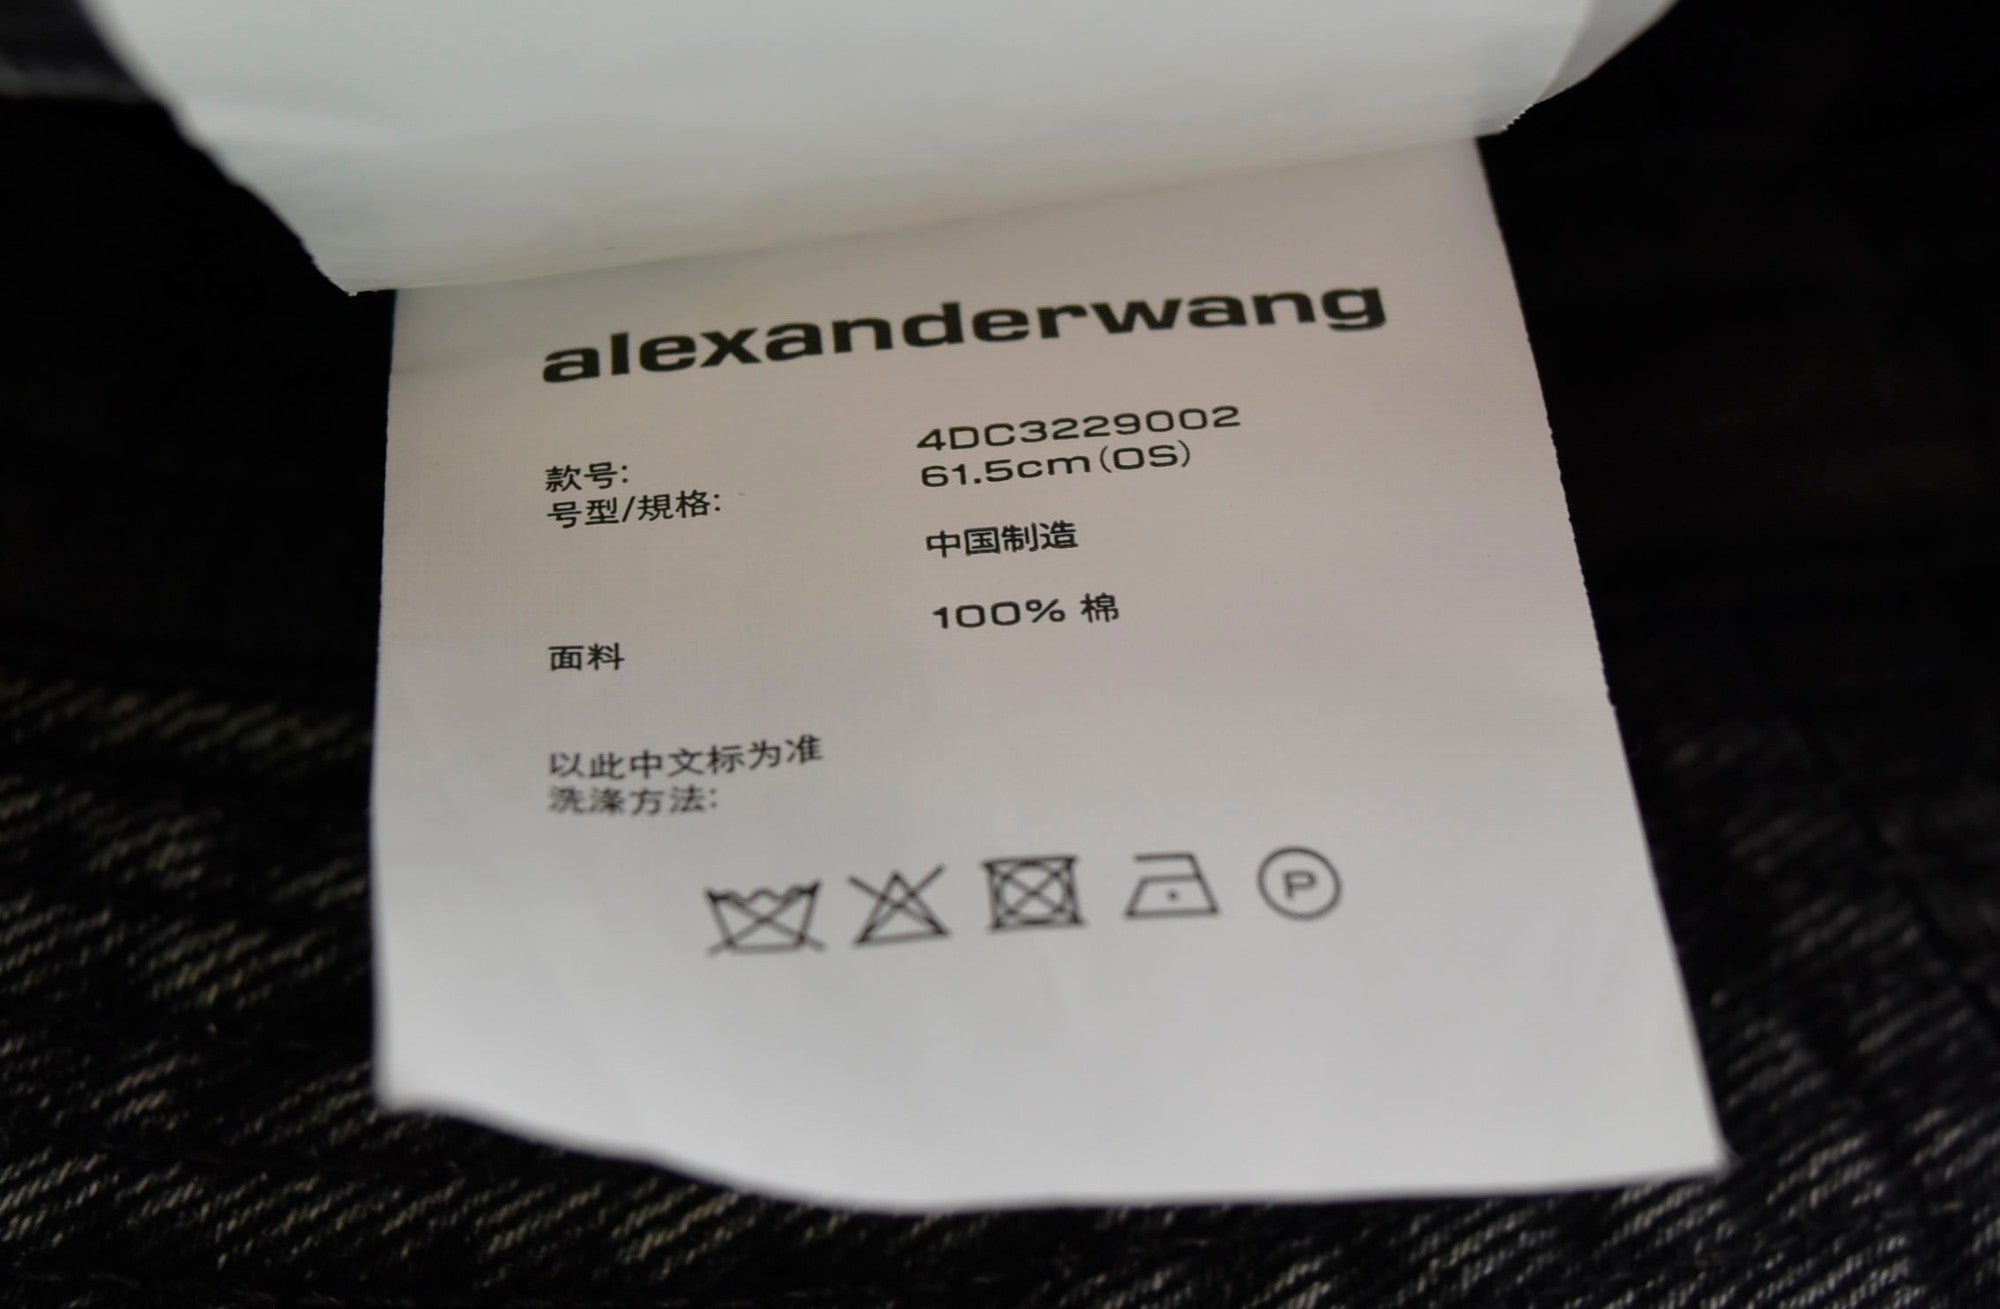 alexanderwang
款号: 4DC3229002
号型/規格: 61.5cm(OS)
中国制造
面料 100% 棉
以此中文标为准
洗涤方法:
P